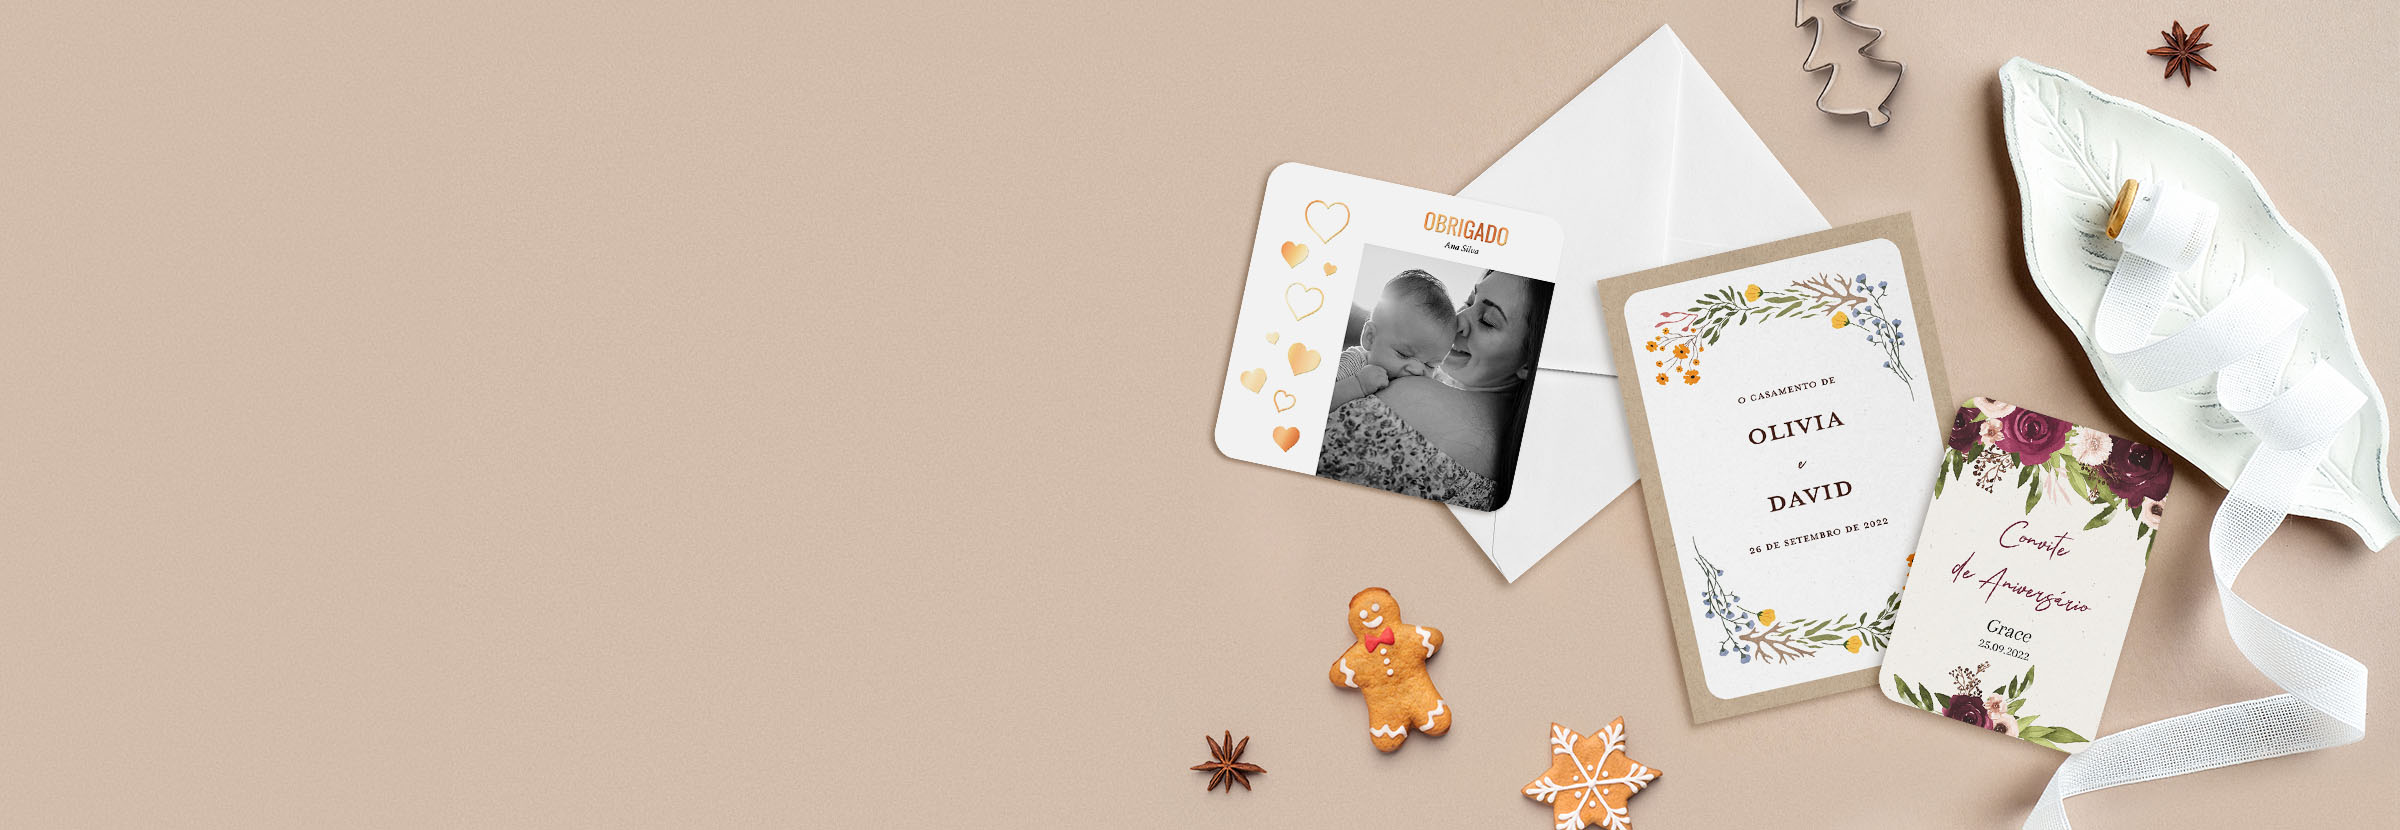 OBRIGADO
Ana Silva
O CASAMENTO DE
OLIVIA
e
DAVID
26 DE SETEMBRO DE 2022
Convite
de Aniversário
Grace
25.09.2022